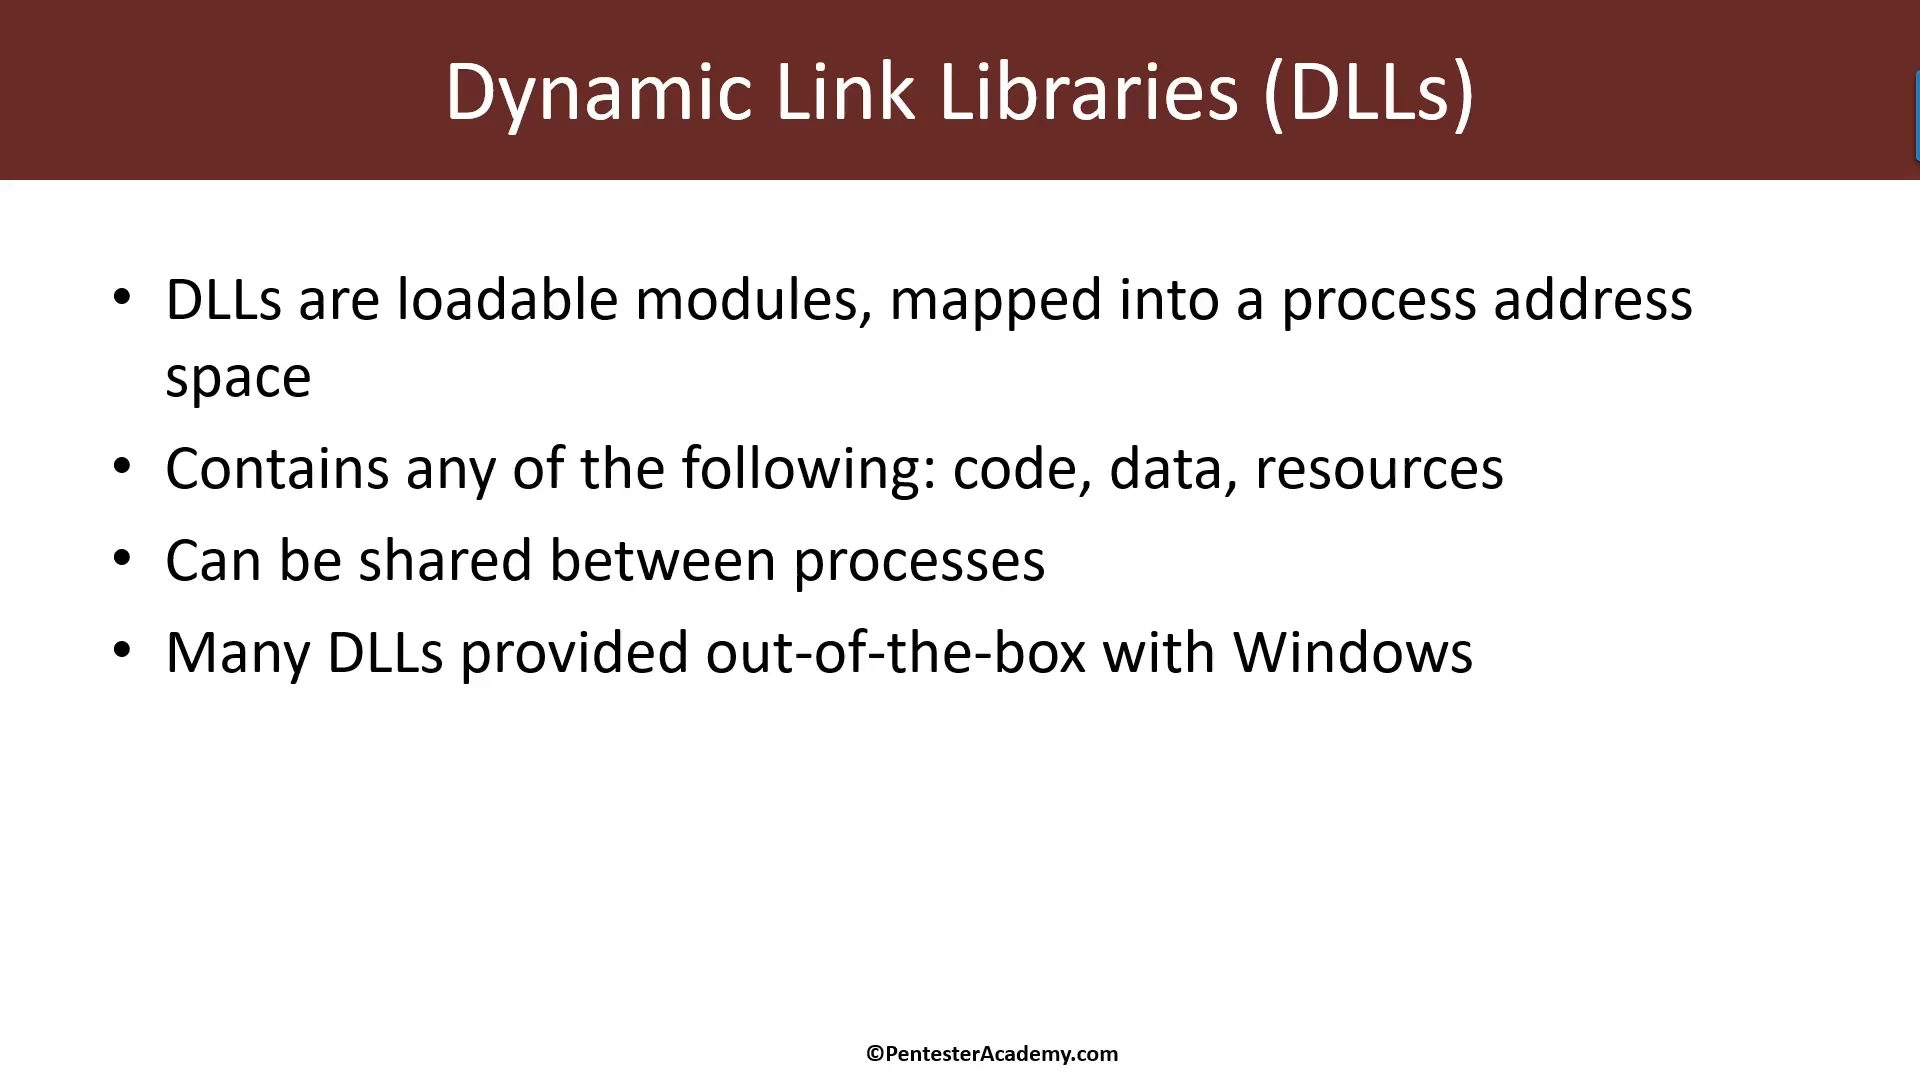 Dynamic Link Libraries (DLLs)
• DLLs are loadable modules, mapped into a process address
space
• Contains any of the following: code, data, resources
• Can be shared between processes
• Many DLLs provided out-of-the-box with Windows
©PentesterAcademy.com